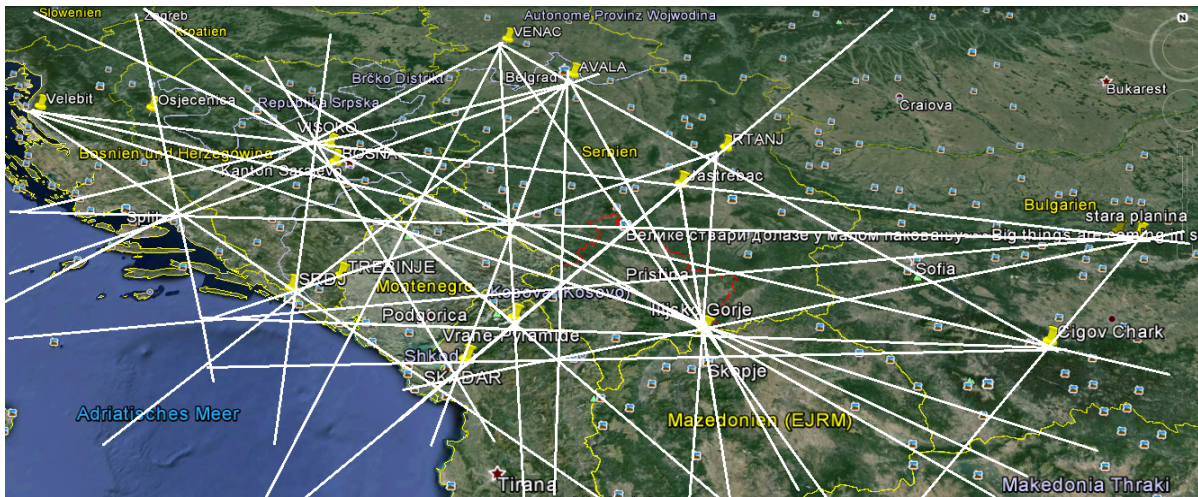 Slowenien
Zagreb
Autonome Provinz Wojwodina
Kroatien
VENAC
N
Brčko Distrikt
Belgrad
AVALA
Bukarest
Velebit
Osjecenica
Republika Srpska
Craiova
VISOKO
RTANJ
Bosnien und Herzegowina
BOSNA
Serbien
Kanton Sarajevo
Jastrebac
Bulgarien
Split
stara planina
Велике ствари долазе у малом паковању --- Big things are coming in s
TREBINJE
Sofia
SRDJ
Montenegro
Pristina
Kosova (Kosovo)
Podgorica
Ilijsko Gorje
Vrane-Pyramide
Cigov Chark
Shkod
Skopje
SKADAR
Adriatisches Meer
Mazedonien (EJRM)
Tirana
Makedonia Thraki